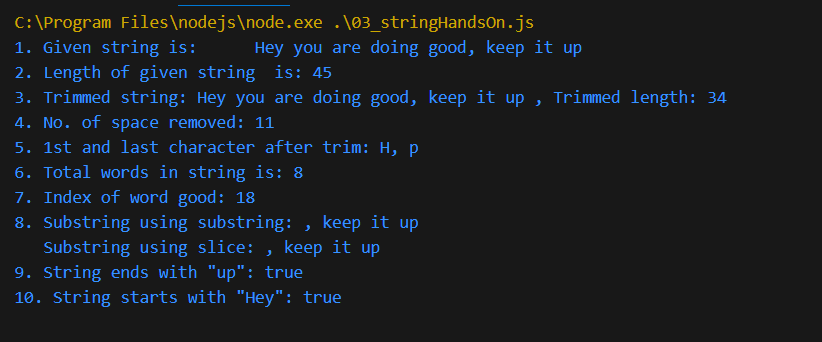 C:\Program Files\nodejs\node.exe .\03_stringHandsOn.js
1. Given string is:      Hey you are doing good, keep it up
2. Length of given string  is: 45
3. Trimmed string: Hey you are doing good, keep it up , Trimmed length: 34
4. No. of space removed: 11
5. 1st and last character after trim: H, p
6. Total words in string is: 8
7. Index of word good: 18
8. Substring using substring: , keep it up
   Substring using slice: , keep it up
9. String ends with "up": true
10. String starts with "Hey": true